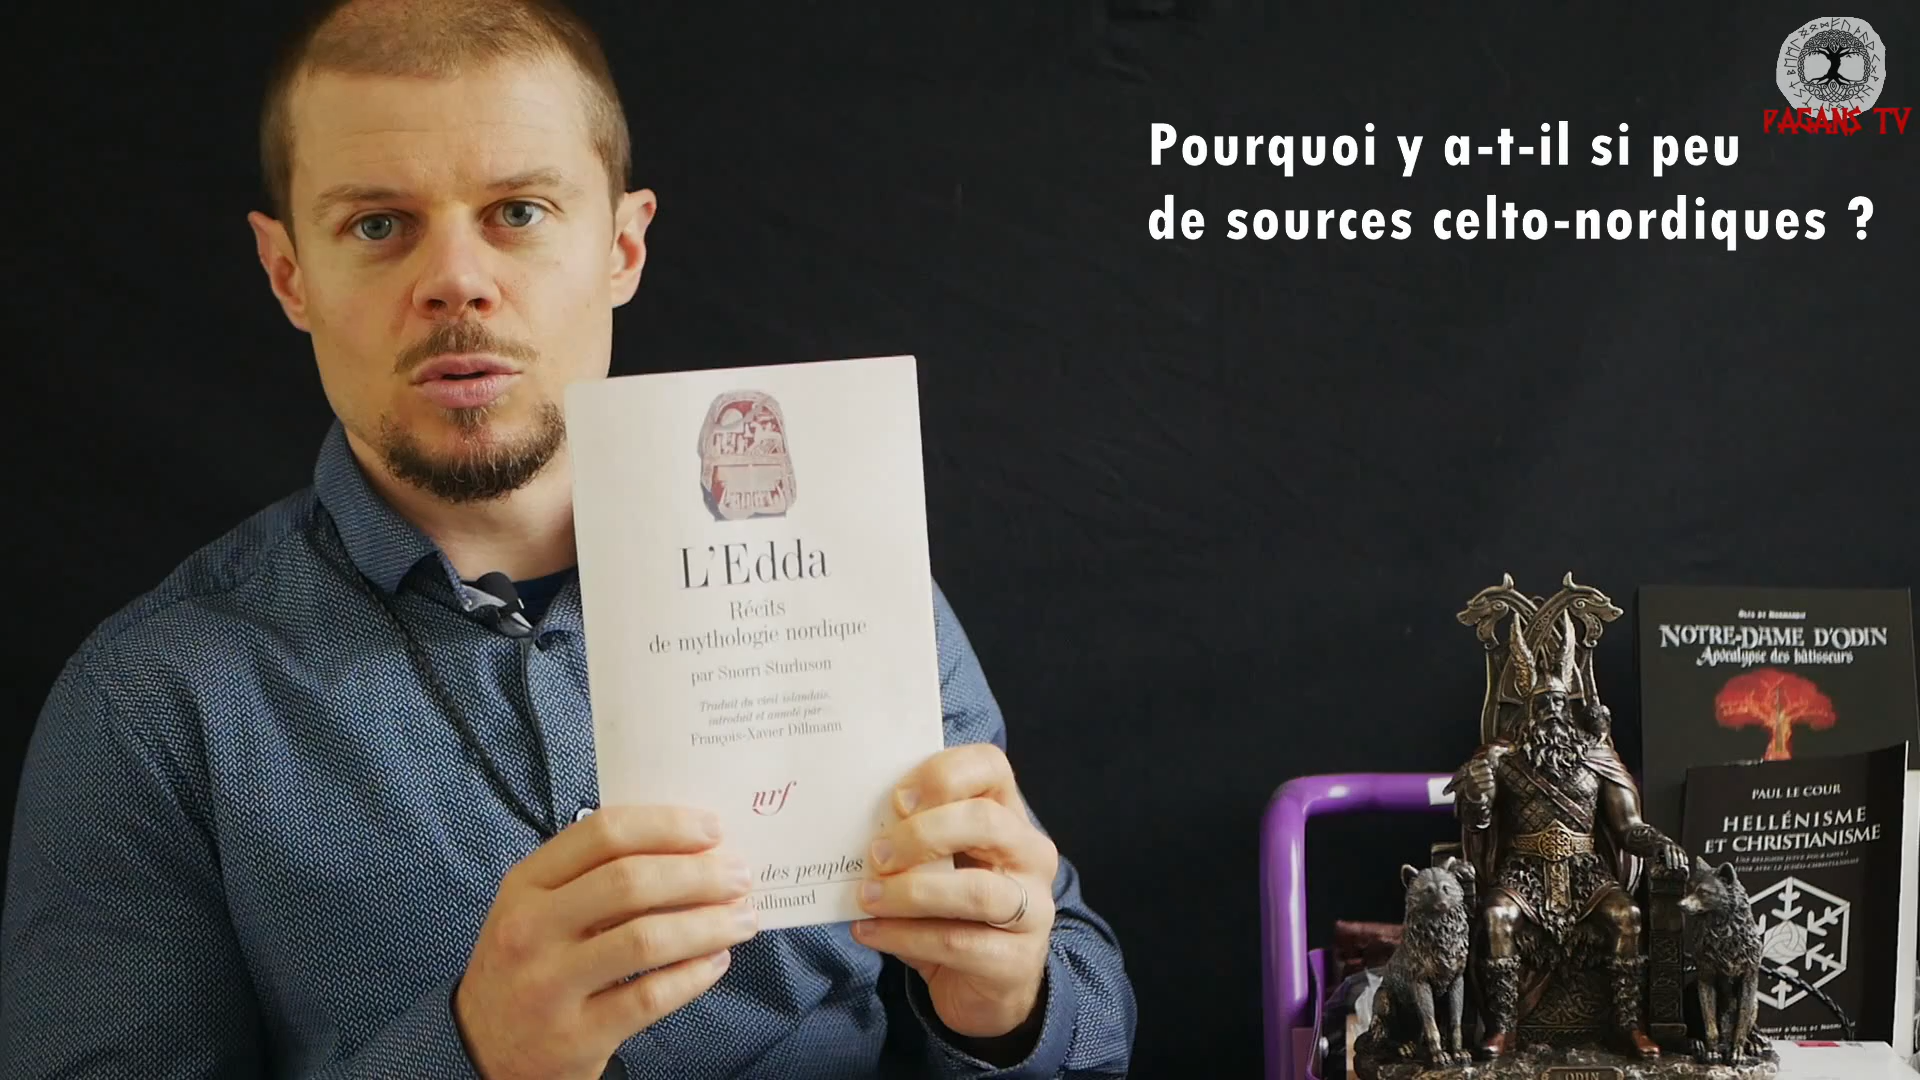 PAGANS TV
Pourquoi y a-t-il si peu
de sources celto-nordiques ?
L'Edda
Récits
de mythologie nordique
par Snorri Sturluson
Traduit du vieil islandais,
introduit et annoté par
François-Xavier Dillmann
nrf
des peuples
Gallimard
NOTRE-DAME D'ODIN
Apocalypse des bâtisseurs
PAUL LE COUR
HELLÉNISME
ET CHRISTIANISME
ODIN